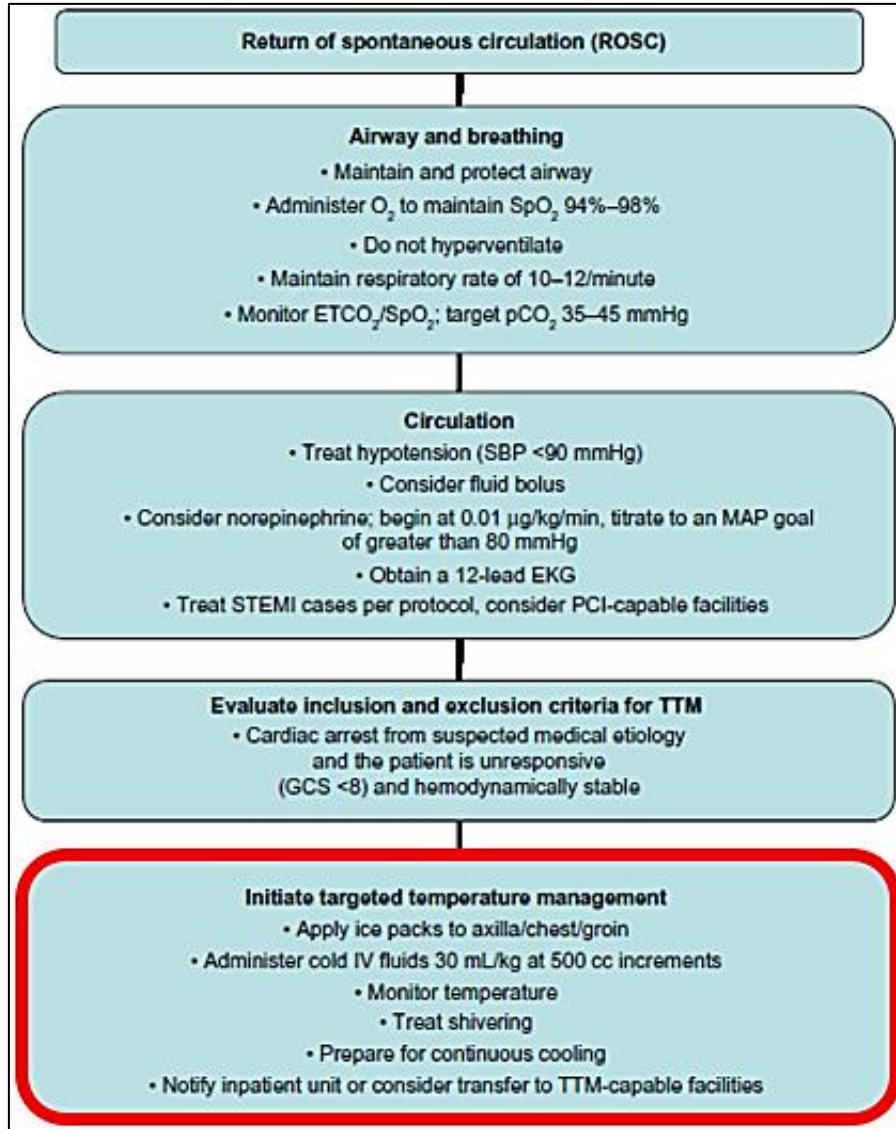 Return of spontaneous circulation (ROSC)
Airway and breathing
• Maintain and protect airway
• Administer O₂ to maintain SpO₂ 94%–98%
• Do not hyperventilate
• Maintain respiratory rate of 10–12/minute
• Monitor ETCO₂/SpO₂; target pCO₂ 35–45 mmHg
Circulation
• Treat hypotension (SBP <90 mmHg)
• Consider fluid bolus
• Consider norepinephrine; begin at 0.01 µg/kg/min, titrate to an MAP goal
of greater than 80 mmHg
• Obtain a 12-lead EKG
• Treat STEMI cases per protocol, consider PCI-capable facilities
Evaluate inclusion and exclusion criteria for TTM
• Cardiac arrest from suspected medical etiology
and the patient is unresponsive
(GCS <8) and hemodynamically stable
Initiate targeted temperature management
• Apply ice packs to axilla/chest/groin
• Administer cold IV fluids 30 mL/kg at 500 cc increments
• Monitor temperature
• Treat shivering
• Prepare for continuous cooling
• Notify inpatient unit or consider transfer to TTM-capable facilities